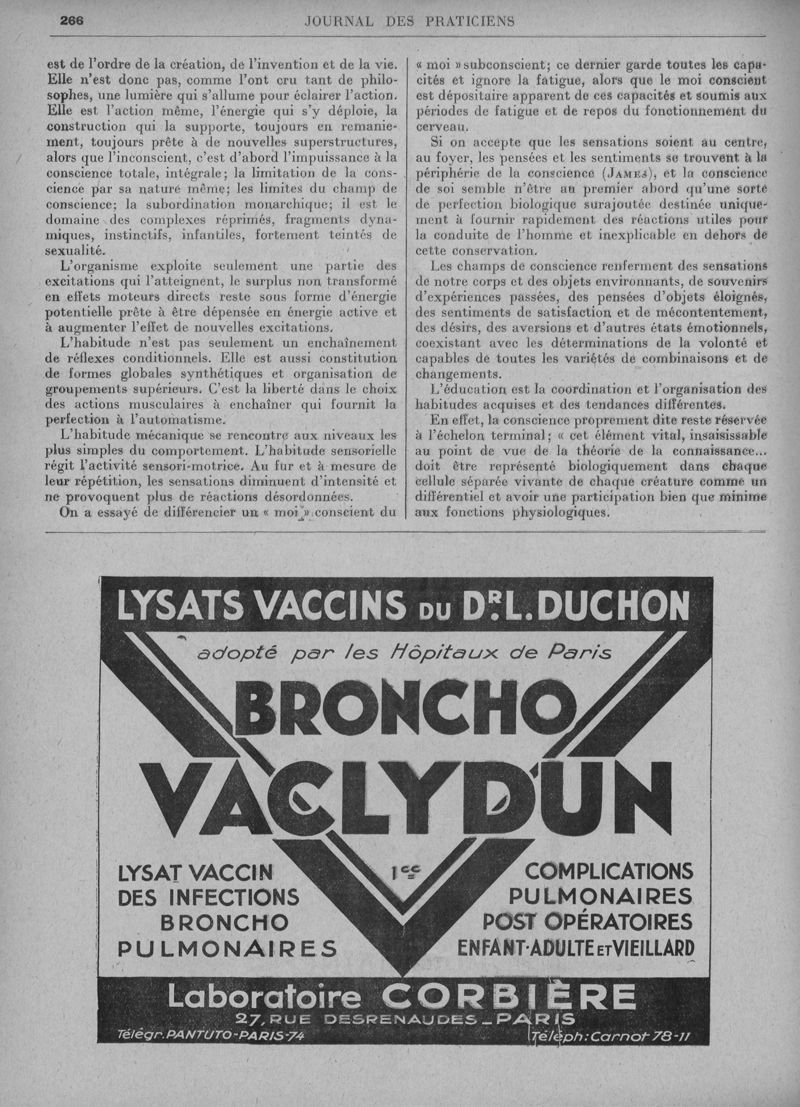 266
JOURNAL DES PRATICIENS
est de l'ordre de la création, de l'invention et de la vie.
Elle n'est donc pas, comme l'ont cru tant de philo-
sophes, une lumière qui s'allume pour éclairer l'action.
Elle est l'action même, l'énergie qui s'y déploie, la
construction qui la supporte, toujours en remanie-
ment, toujours prête à de nouvelles superstructures,
alors que l'inconscient, c'est d'abord l'impuissance à la
conscience totale, intégrale; la limitation de la cons-
cience par sa nature même; les limites du champ de
conscience; la subordination monarchique; il est le
domaine des complexes réprimés, fragments dyna-
miques, instinctifs, infantiles, fortement teintés de
sexualité.
L'organisme exploite seulement une partie des
excitations qui l'atteignent, le surplus non transformé
en effets moteurs directs reste sous forme d'énergie
potentielle prête à être dépensée en énergie active et
à augmenter l'effet de nouvelles excitations.
L'habitude n'est pas seulement un enchaînement
de réflexes conditionnels. Elle est aussi constitution
de formes globales synthétiques et organisation de
groupements supérieurs. C'est la liberté dans le choix
des actions musculaires à enchaîner qui fournit la
perfection à l'automatisme.
L'habitude mécanique se rencontre aux niveaux les
plus simples du comportement. L'habitude sensorielle
régit l'activité sensori-motrice. Au fur et à mesure de
leur répétition, les sensations diminuent d'intensité et
ne provoquent plus de réactions désordonnées.
On a essayé de différencier un « moi » conscient du
« moi » subconscient; ce dernier garde toutes les capa-
cités et ignore la fatigue, alors que le moi conscient
est dépositaire apparent de ces capacités et soumis aux
périodes de fatigue et de repos du fonctionnement du
cerveau.
Si on accepte que les sensations soient au centre,
au foyer, les pensées et les sentiments se trouvent à la
périphérie de la conscience (JAMES), et la conscience
de soi semble n'être au premier abord qu'une sorte
de perfection biologique surajoutée destinée unique-
ment à fournir rapidement des réactions utiles pour
la conduite de l'homme et inexplicable en dehors de
cette conservation.
Les champs de conscience renferment des sensations
de notre corps et des objets environnants, de souvenirs
d'expériences passées, des pensées d'objets éloignés,
des sentiments de satisfaction et de mécontentement,
des désirs, des aversions et d'autres états émotionnels,
coexistant avec les déterminations de la volonté et
capables de toutes les variétés de combinaisons et de
changements.
L'éducation est la coordination et l'organisation des
habitudes acquises et des tendances différentes.
En effet, la conscience proprement dite reste réservée
à l'échelon terminal; « cet élément vital, insaisissable
au point de vue de la théorie de la connaissance...
doit être représenté biologiquement dans chaque
cellule séparée vivante de chaque créature comme un
différentiel et avoir une participation bien que minime
aux fonctions physiologiques.
LYSATS VACCINS DU DR. L. DUCHON
adopté par les Hôpitaux de Paris
BRONCHO
VACLYDUN
1cc
LYSAT VACCIN
DES INFECTIONS
BRONCHO
PULMONAIRES
COMPLICATIONS
PULMONAIRES
POST OPÉRATOIRES
ENFANT·ADULTE ET VIEILLARD
Laboratoire CORBIÈRE
27, RUE DESRENAUDES_PARIS
Télégr. PANTUTO-PARIS-74
Téléph: Carnot 78-11